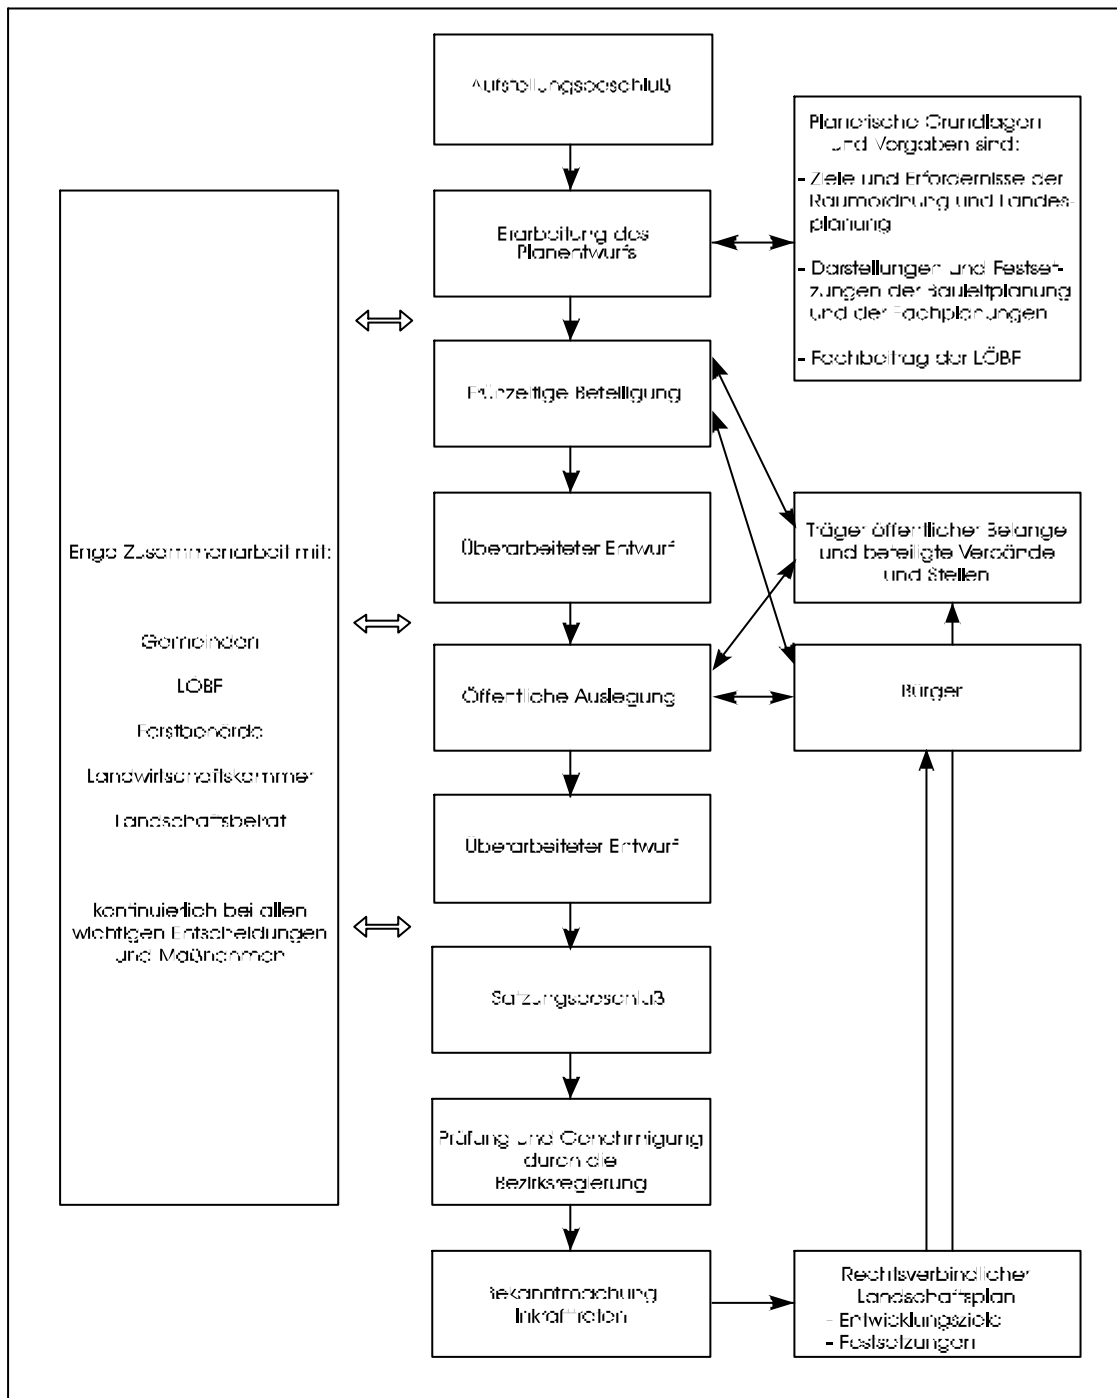 Aufstellungsbeschluß
Planerische Grundlagen
und Vorgaben sind:
- Ziele und Erfordernisse der
Raumordnung und Landes-
planung
- Darstellungen und Festset-
zungen der Bauleitplanung
und der Fachplanungen
- Fachbeitrag der LÖBF
Erarbeitung des
Planentwurfs
Frühzeitige Beteiligung
Überarbeiteter Entwurf
Träger öffentlicher Belange
und beteiligte Verbände
und Stellen
Enge Zusammenarbeit mit:
Gemeinden
LÖBF
Forstbehörde
Landwirtschaftskammer
Landschaftsbeirat
kontinuierlich bei allen
wichtigen Entscheidungen
und Maßnahmen
Öffentliche Auslegung
Bürger
Überarbeiteter Entwurf
Satzungsbeschluß
Prüfung und Genehmigung
durch die
Bezirksregierung
Bekanntmachung
Inkrafttreten
Rechtsverbindlicher
Landschaftsplan
- Entwicklungsziele
- Festsetzungen